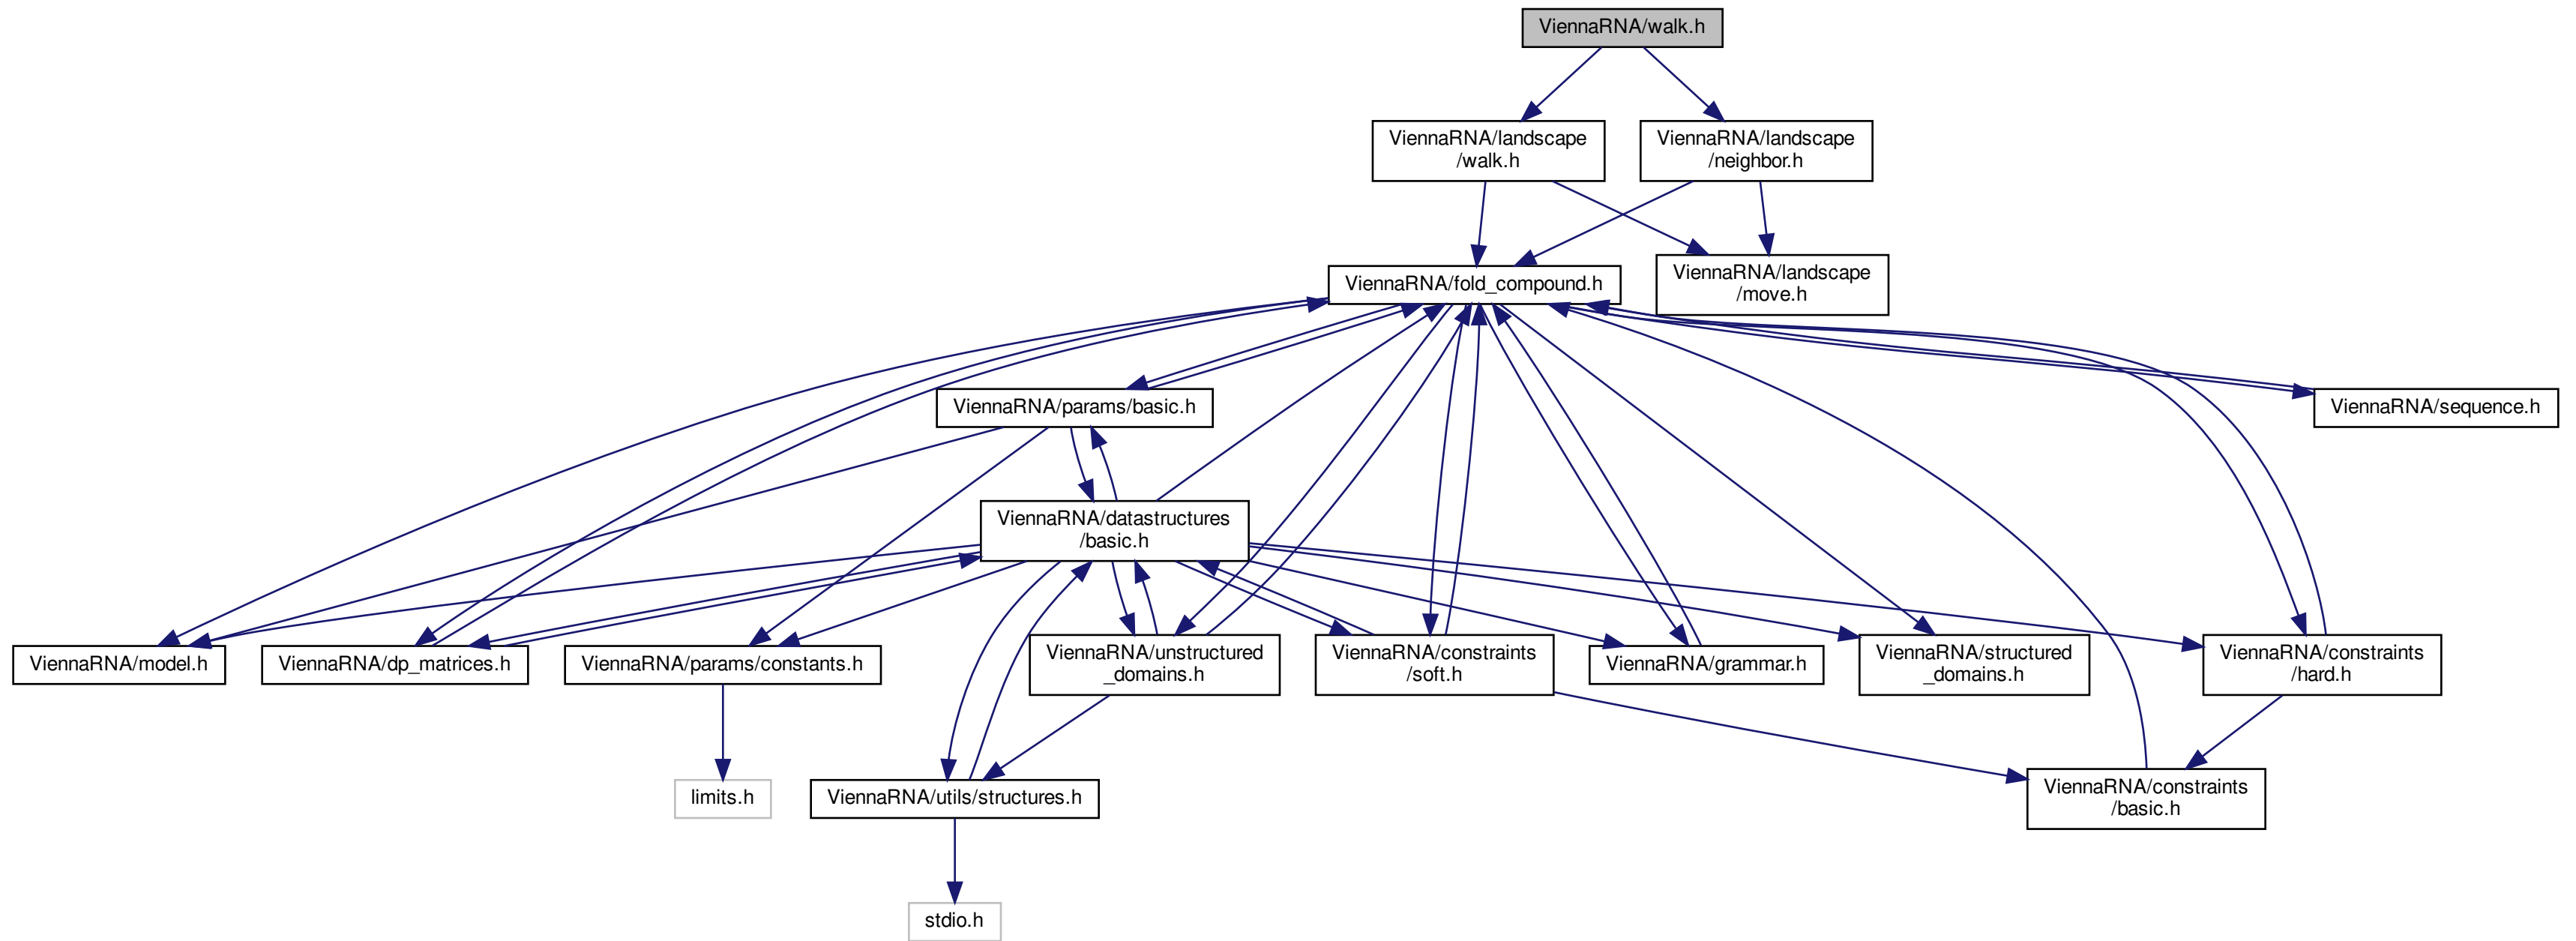 ViennaRNA/walk.h
ViennaRNA/landscape
/walk.h
ViennaRNA/landscape
/neighbor.h
ViennaRNA/fold_compound.h
ViennaRNA/landscape
/move.h
ViennaRNA/params/basic.h
ViennaRNA/sequence.h
ViennaRNA/datastructures
/basic.h
ViennaRNA/model.h
ViennaRNA/dp_matrices.h
ViennaRNA/params/constants.h
ViennaRNA/unstructured
_domains.h
ViennaRNA/constraints
/soft.h
ViennaRNA/grammar.h
ViennaRNA/structured
_domains.h
ViennaRNA/constraints
/hard.h
limits.h
ViennaRNA/utils/structures.h
ViennaRNA/constraints
/basic.h
stdio.h